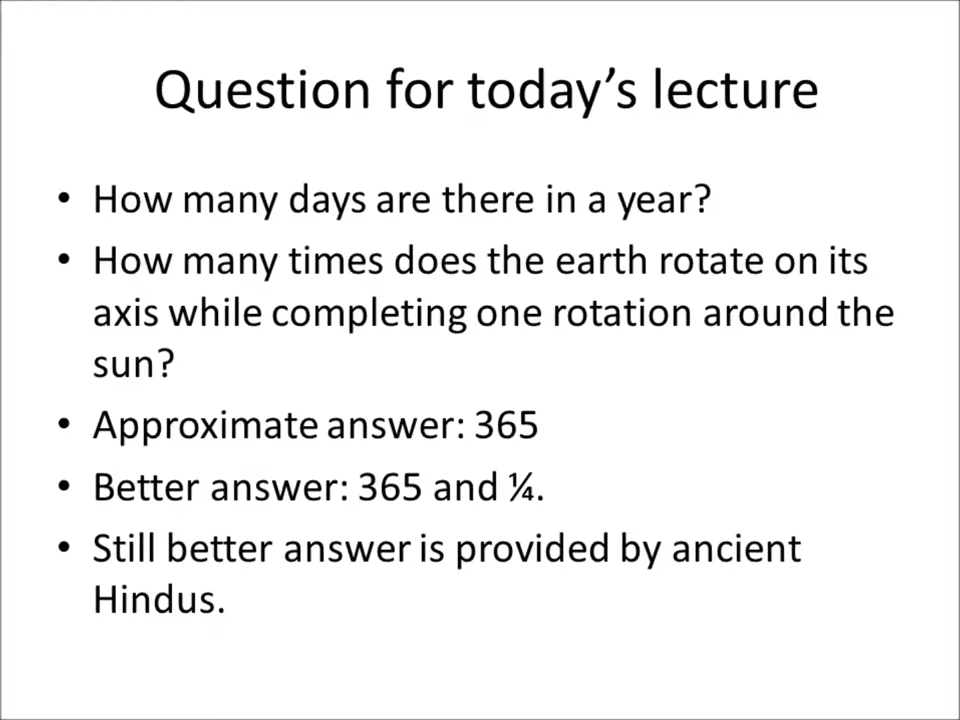 Question for today’s lecture
• How many days are there in a year?
• How many times does the earth rotate on its
axis while completing one rotation around the
sun?
• Approximate answer: 365
• Better answer: 365 and ¼.
• Still better answer is provided by ancient
Hindus.